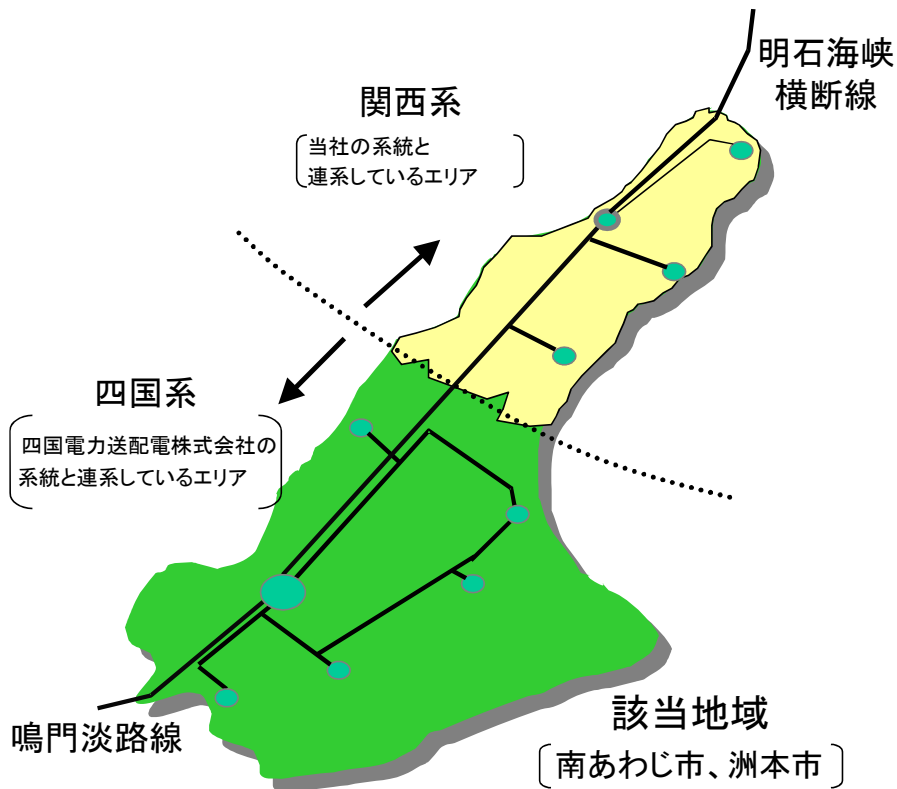 明石海峡
横断線
関西系
当社の系統と
連系しているエリア
四国系
四国電力送配電株式会社の
系統と連系しているエリア
鳴門淡路線
該当地域
南あわじ市、洲本市